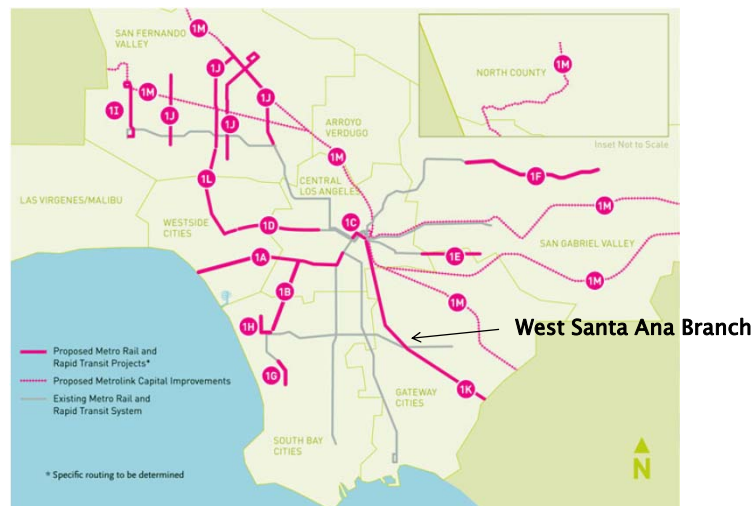 1M
SAN FERNANDO
VALLEY
1J
1M
1I
1J
1J
1J
NORTH COUNTY
1M
Inset Not to Scale
ARROYO
VERDUGO
1M
1L
CENTRAL
LOS ANGELES
1F
LAS VIRGENES/MALIBU
WESTSIDE
CITIES
1D
1C
1M
SAN GABRIEL VALLEY
1A
1E
1M
1B
1M
1H
West Santa Ana Branch
Proposed Metro Rail and
Rapid Transit Projects*
Proposed Metrolink Capital Improvements
Existing Metro Rail and
Rapid Transit System
1G
1K
GATEWAY
CITIES
SOUTH BAY
CITIES
* Specific routing to be determined
N